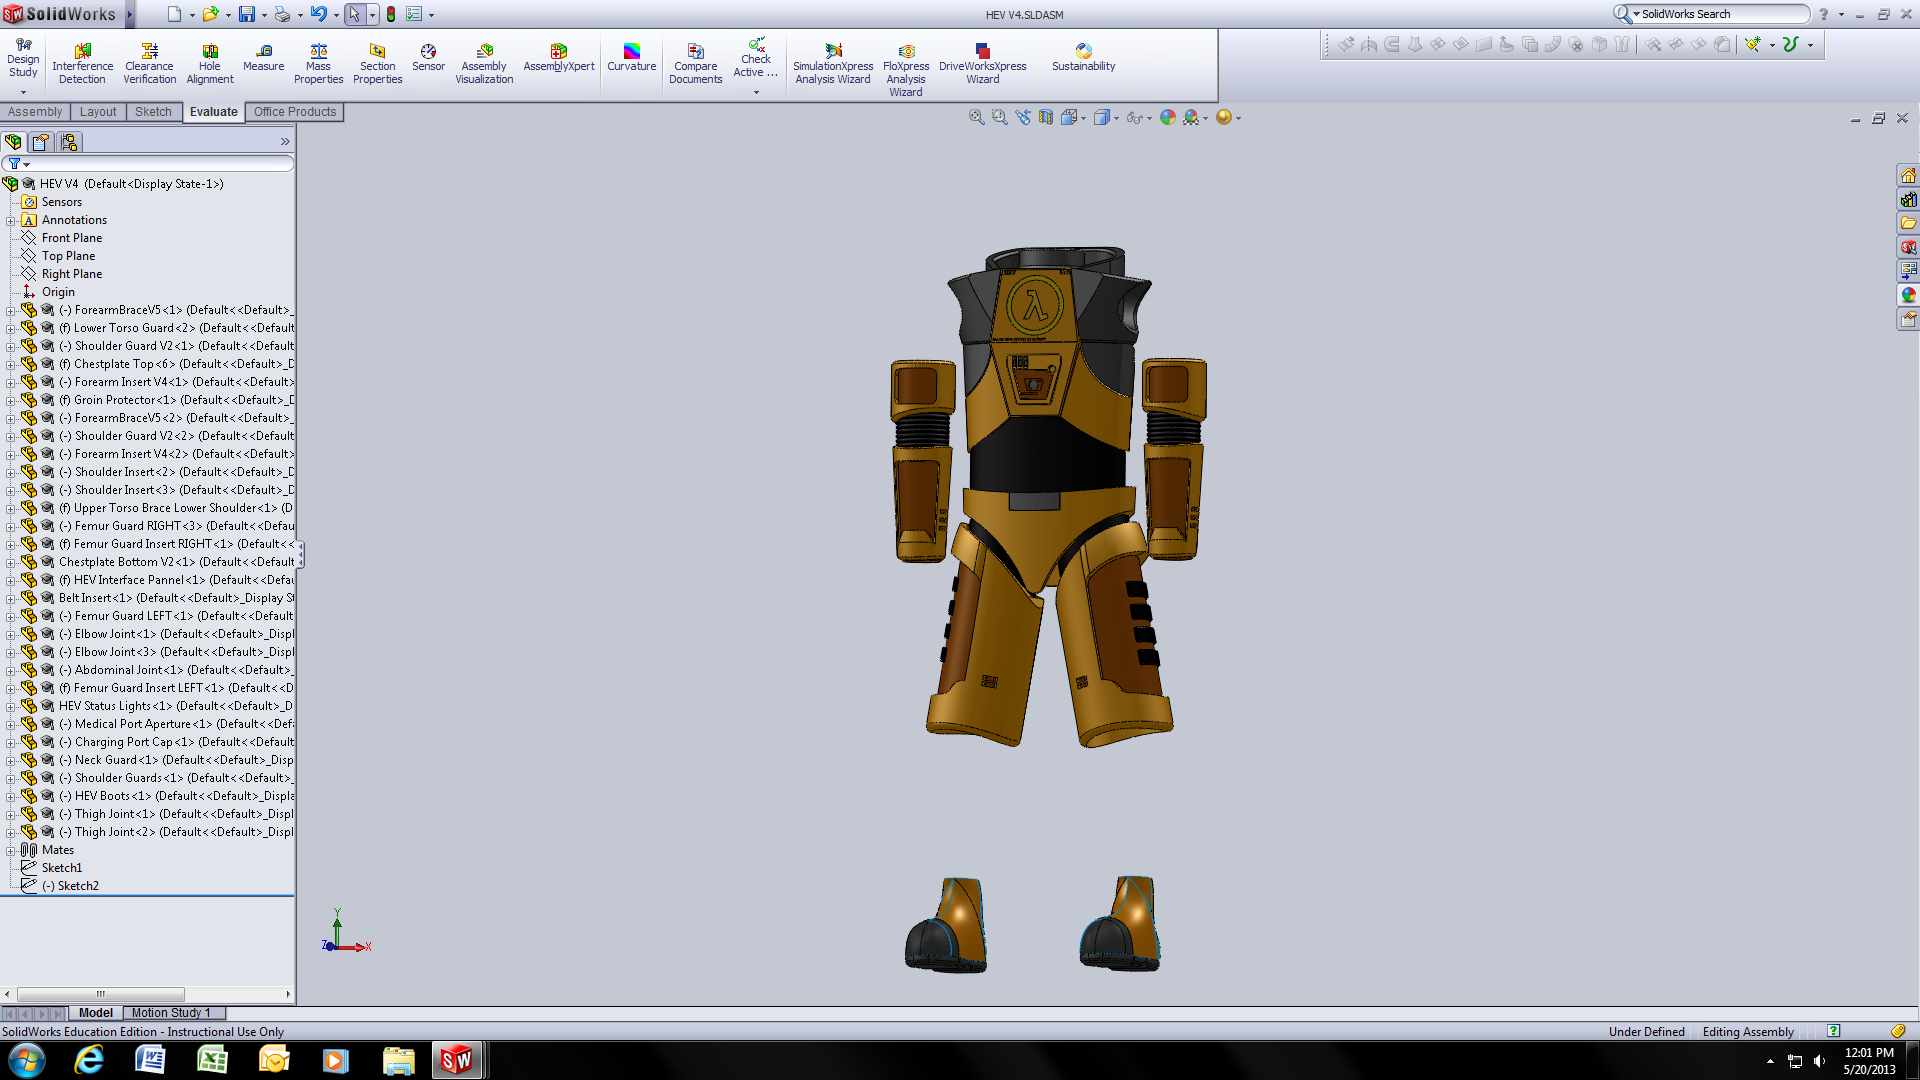 SolidWorks
HEV V4.SLDASM
SolidWorks Search
Design Study
Interference Detection
Clearance Verification
Hole Alignment
Measure
Mass Properties
Section Properties
Sensor
Assembly Visualization
AssemblyXpert
Curvature
Compare Documents
Check Active ...
SimulationXpress Analysis Wizard
FloXpress Analysis Wizard
DriveWorksXpress Wizard
Sustainability
Assembly
Layout
Sketch
Evaluate
Office Products
HEV V4 (Default<Display State-1>)
Sensors
Annotations
Front Plane
Top Plane
Right Plane
Origin
(-) ForearmBraceV5<1> (Default<<Default>_
(f) Lower Torso Guard<2> (Default<<Default
(-) Shoulder Guard V2<1> (Default<<Default
(f) Chestplate Top<6> (Default<<Default>_D
(-) Forearm Insert V4<1> (Default<<Default
(f) Groin Protector<1> (Default<<Default>_D
(-) ForearmBraceV5<2> (Default<<Default>_
(-) Shoulder Guard V2<2> (Default<<Default
(-) Forearm Insert V4<2> (Default<<Default
(-) Shoulder Insert<2> (Default<<Default>_D
(-) Shoulder Insert<3> (Default<<Default>_D
(f) Upper Torso Brace Lower Shoulder<1> (D
(-) Femur Guard RIGHT<3> (Default<<Defau
(f) Femur Guard Insert RIGHT<1> (Default<<
Chestplate Bottom V2<1> (Default<<Default
(f) HEV Interface Pannel<1> (Default<<Defau
Belt Insert<1> (Default<<Default>_Display S
(-) Femur Guard LEFT<1> (Default<<Default
(-) Elbow Joint<1> (Default<<Default>_Displ
(-) Elbow Joint<3> (Default<<Default>_Displ
(-) Abdominal Joint<1> (Default<<Default>_
(f) Femur Guard Insert LEFT<1> (Default<<D
HEV Status Lights<1> (Default<<Default>_D
(-) Medical Port Aperture<1> (Default<<Defa
(-) Charging Port Cap<1> (Default<<Default
(-) Neck Guard<1> (Default<<Default>_Disp
(-) Shoulder Guards<1> (Default<<Default>_
(-) HEV Boots<1> (Default<<Default>_Displa
(-) Thigh Joint<1> (Default<<Default>_Displ
(-) Thigh Joint<2> (Default<<Default>_Displ
Mates
Sketch1
(-) Sketch2
λ
Y
Z
X
Model
Motion Study 1
SolidWorks Education Edition - Instructional Use Only
Under Defined
Editing Assembly
12:01 PM
5/20/2013